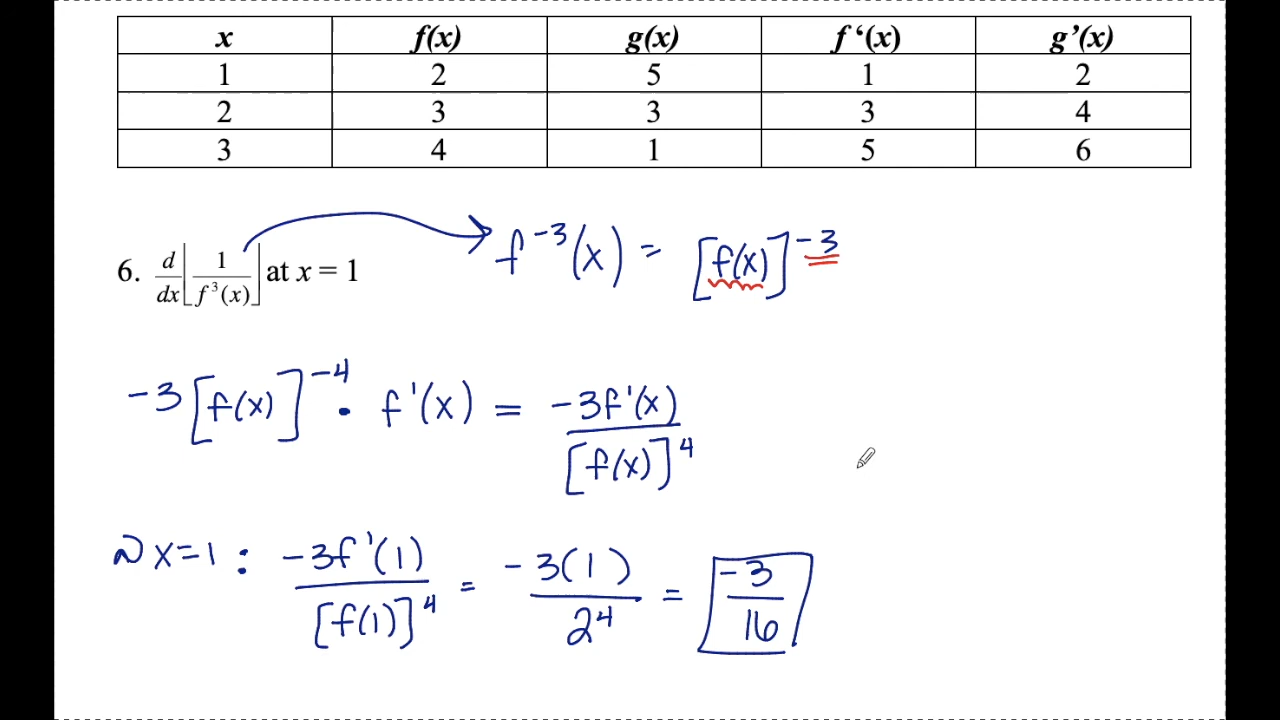 x f(x) g(x) f ‘(x) g’(x)
1 2 5 1 2
2 3 3 3 4
3 4 1 5 6
6. d/dx [1/f³(x)] at x = 1
f⁻³(x) = [f(x)]⁻³
-3[f(x)]⁻⁴ · f'(x) = -3f'(x)/[f(x)]⁴
x=1 : -3f'(1)/[f(1)]⁴ = -3(1)/2⁴ = -3/16